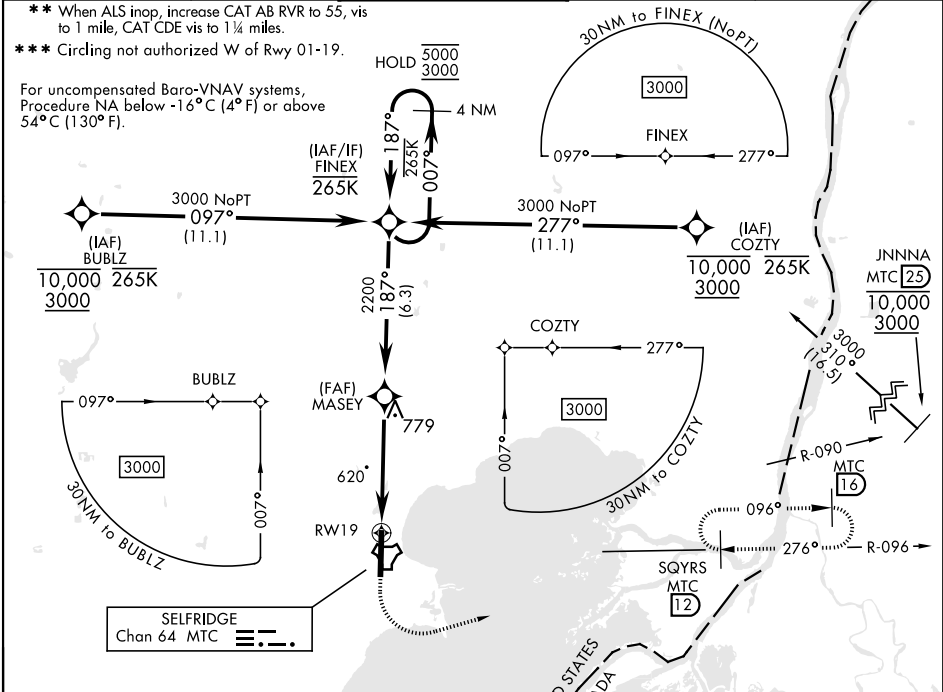 ** When ALS inop, increase CAT AB RVR to 55, vis
to 1 mile, CAT CDE vis to 1¼ miles.
*** Circling not authorized W of Rwy 01-19.
For uncompensated Baro-VNAV systems,
Procedure NA below -16°C (4°F) or above
54°C (130°F).
HOLD 5000
3000
4 NM
187°
265K
007°
(IAF/IF)
FINEX
265K
30 NM to FINEX (NoPT)
3000
FINEX
097°
277°
3000 NoPT
097°
(11.1)
(IAF)
BUBLZ
10,000 265K
3000
3000 NoPT
277°
(11.1)
(IAF)
COZTY
10,000 265K
3000
JNNNA
MTC 25
10,000
3000
3000
310°
(16.5)
2200
187°
(6.3)
(FAF)
MASEY
779
620
RW19
BUBLZ
097°
3000
007°
30 NM to BUBLZ
COZTY
277°
3000
007°
30 NM to COZTY
R-090
MTC
16
096°
276°
R-096
SQYRS
MTC
12
SELFRIDGE
Chan 64 MTC
STATES